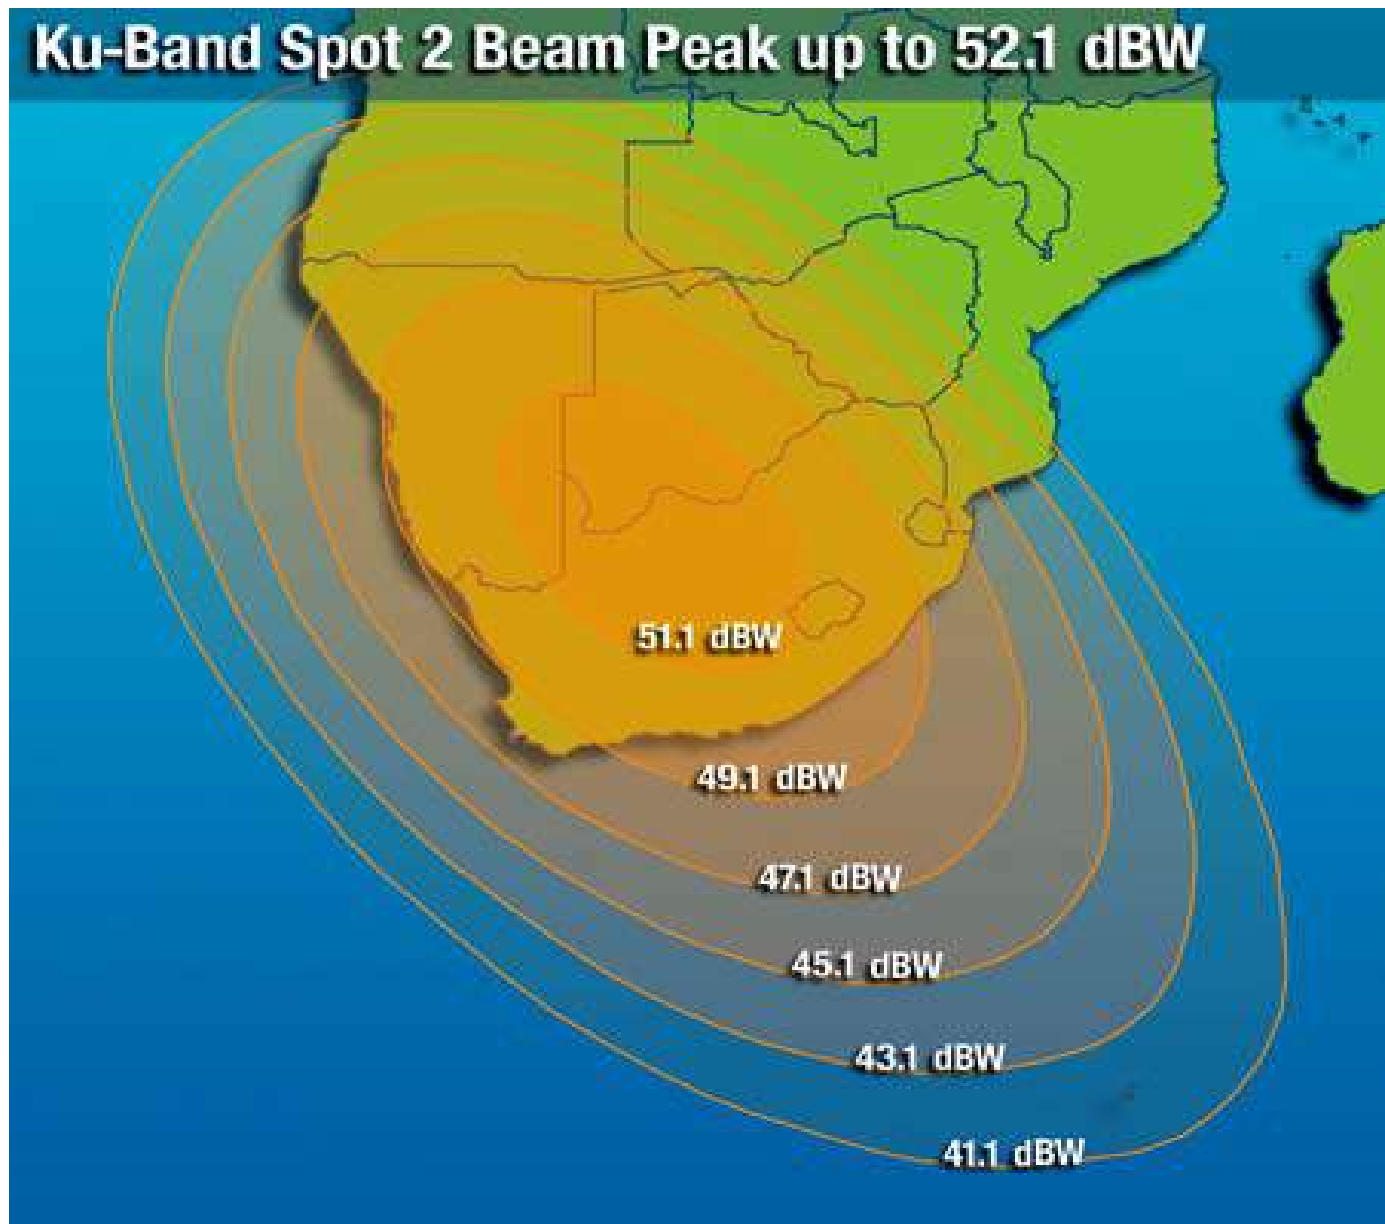 Ku-Band Spot 2 Beam Peak up to 52.1 dBW
51.1 dBW
49.1 dBW
47.1 dBW
45.1 dBW
43.1 dBW
41.1 dBW